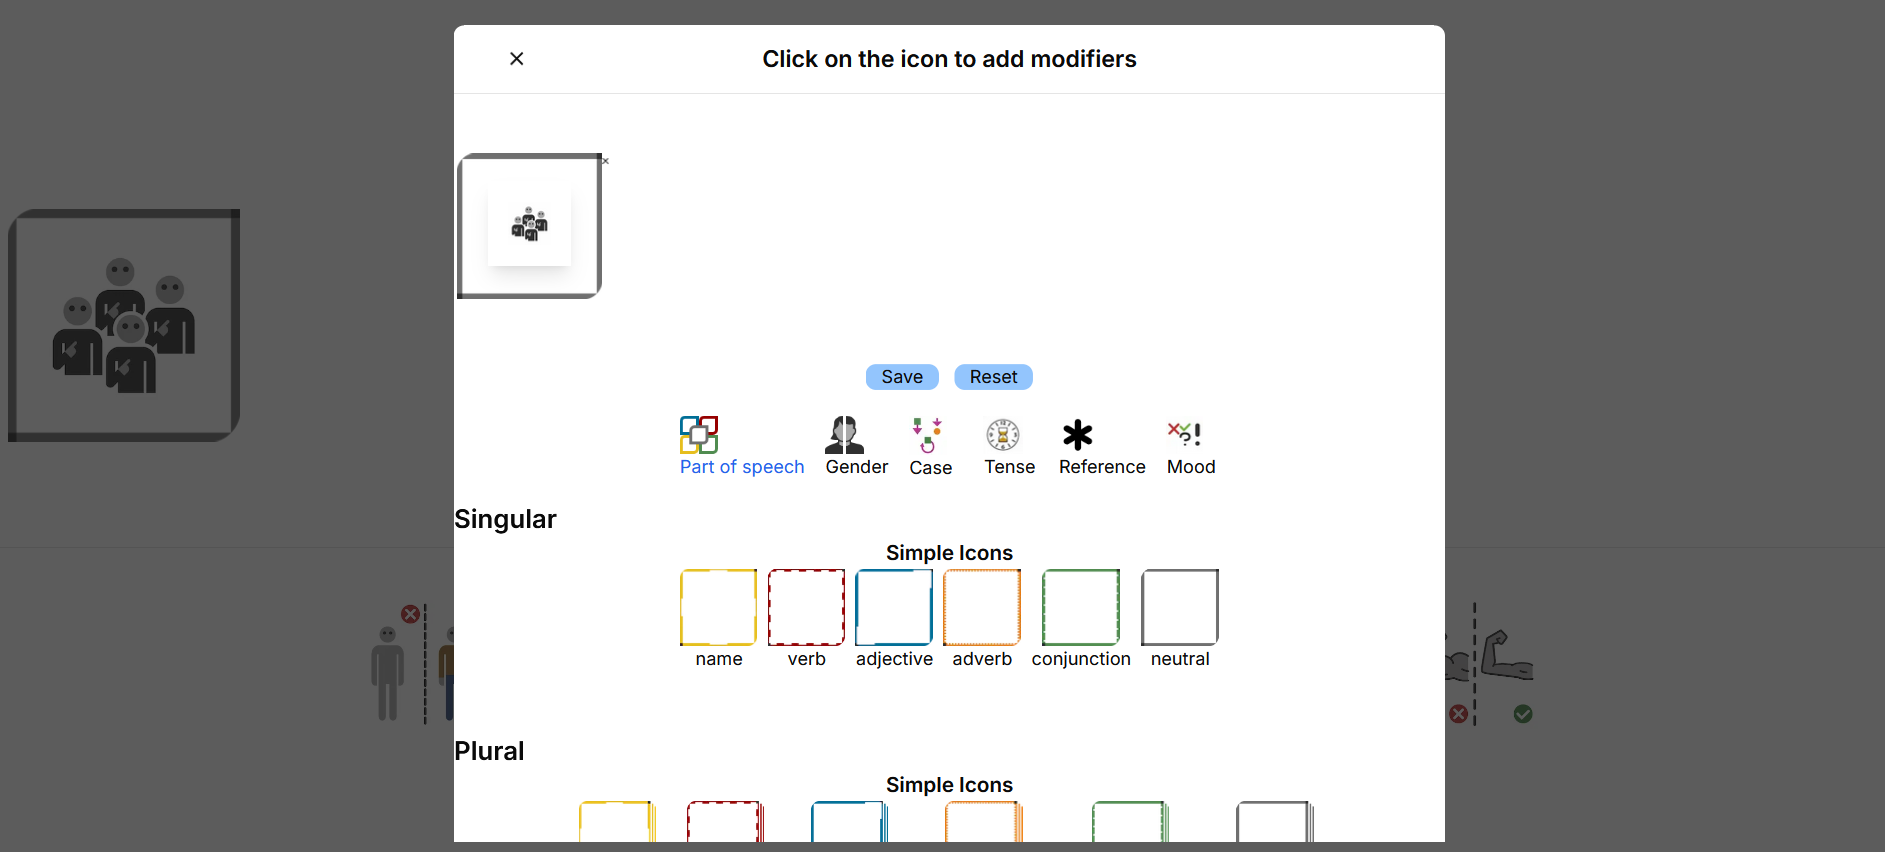 Click on the icon to add modifiers
Save Reset
Part of speech Gender Case Tense Reference Mood
Singular
Simple Icons
name verb adjective adverb conjunction neutral
Plural
Simple Icons